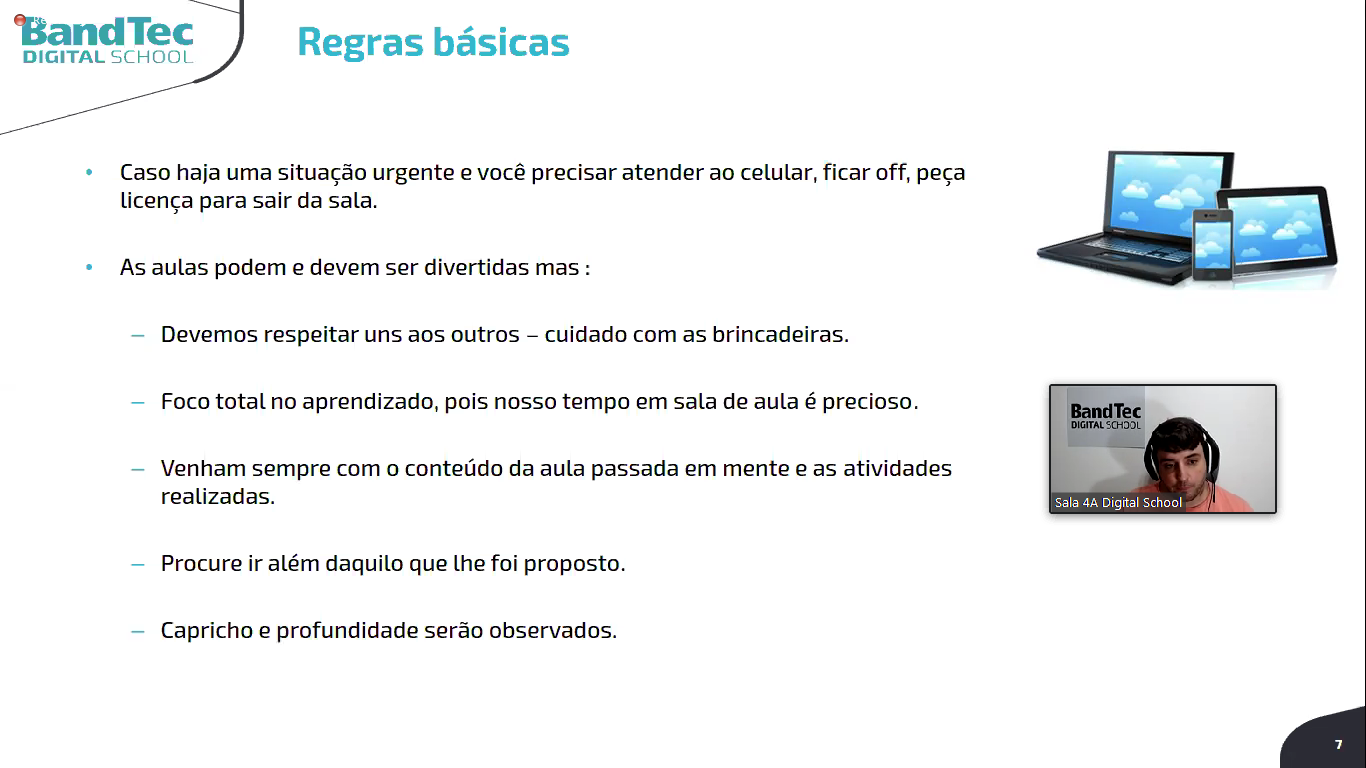 BandTec
DIGITAL SCHOOL
Regras básicas
• Caso haja uma situação urgente e você precisar atender ao celular, ficar off, peça
licença para sair da sala.
• As aulas podem e devem ser divertidas mas :
– Devemos respeitar uns aos outros – cuidado com as brincadeiras.
– Foco total no aprendizado, pois nosso tempo em sala de aula é precioso.
– Venham sempre com o conteúdo da aula passada em mente e as atividades
realizadas.
– Procure ir além daquilo que lhe foi proposto.
– Capricho e profundidade serão observados.
BandTec
DIGITAL SCHOOL
Sala 4A Digital School
7